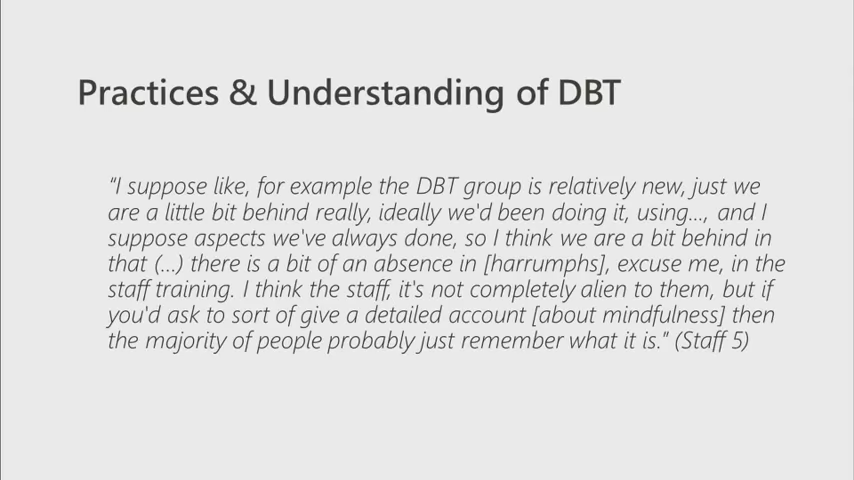 Practices & Understanding of DBT
"I suppose like, for example the DBT group is relatively new, just we
are a little bit behind really, ideally we'd been doing it, using..., and I
suppose aspects we've always done, so I think we are a bit behind in
that (...) there is a bit of an absence in [harrumphs], excuse me, in the
staff training. I think the staff, it's not completely alien to them, but if
you'd ask to sort of give a detailed account [about mindfulness] then
the majority of people probably just remember what it is." (Staff 5)